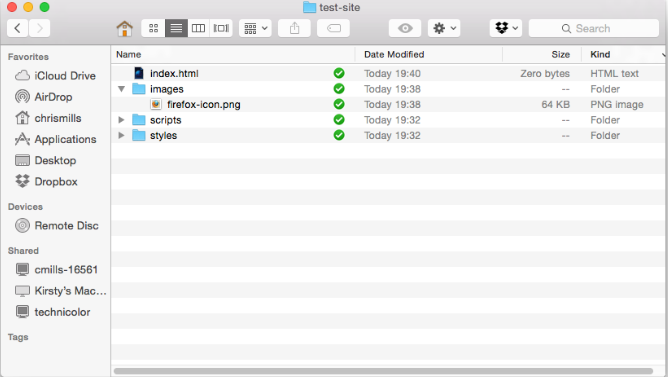 test-site
Search
Favorites
iCloud Drive
AirDrop
chrismills
Applications
Desktop
Dropbox
Devices
Remote Disc
Shared
cmills-16561
Kirsty's Mac...
technicolor
Tags
Name Date Modified Size Kind
index.html Today 19:40 Zero bytes HTML text
images Today 19:38 -- Folder
firefox-icon.png Today 19:38 64 KB PNG image
scripts Today 19:32 -- Folder
styles Today 19:32 -- Folder